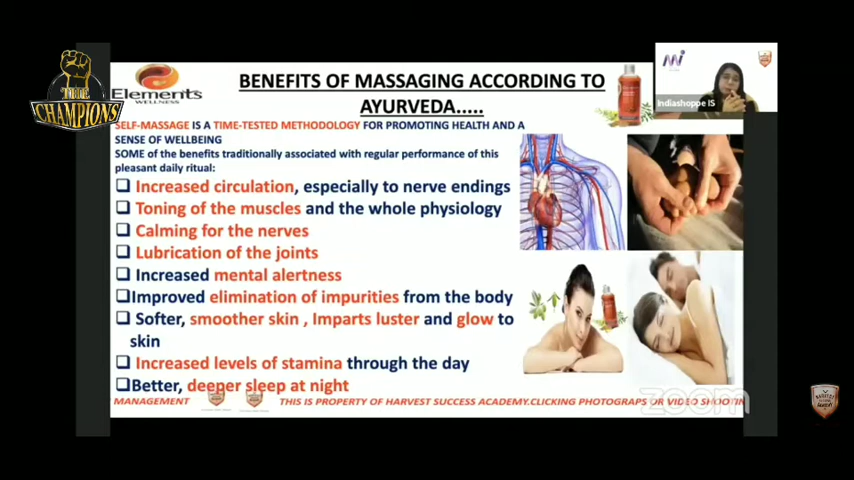 BENEFITS OF MASSAGING ACCORDING TO
AYURVEDA.....
Elements
WELLNESS
THE
CHAMPIONS
Indiashoppe IS
SELF-MASSAGE IS A TIME-TESTED METHODOLOGY FOR PROMOTING HEALTH AND A
SENSE OF WELLBEING
SOME of the benefits traditionally associated with regular performance of this
pleasant daily ritual:
Increased circulation, especially to nerve endings
Toning of the muscles and the whole physiology
Calming for the nerves
Lubrication of the joints
Increased mental alertness
Improved elimination of impurities from the body
Softer, smoother skin , Imparts luster and glow to
skin
Increased levels of stamina through the day
Better, deeper sleep at night
MANAGEMENT
THIS IS PROPERTY OF HARVEST SUCCESS ACADEMY.CLICKING PHOTOGRAPS OR VIDEO SHOOTIN
zoom